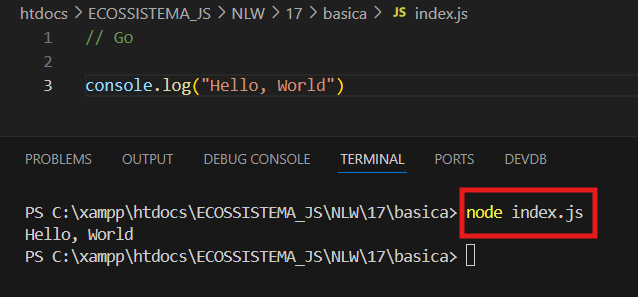 htdocs > ECOSSISTEMA_JS > NLW > 17 > basica > JS index.js
1 // Go
2
3 console.log("Hello, World")
PROBLEMS OUTPUT DEBUG CONSOLE TERMINAL PORTS DEVDB
PS C:\xampp\htdocs\ECOSSISTEMA_JS\NLW\17\basica> node index.js
Hello, World
PS C:\xampp\htdocs\ECOSSISTEMA_JS\NLW\17\basica>